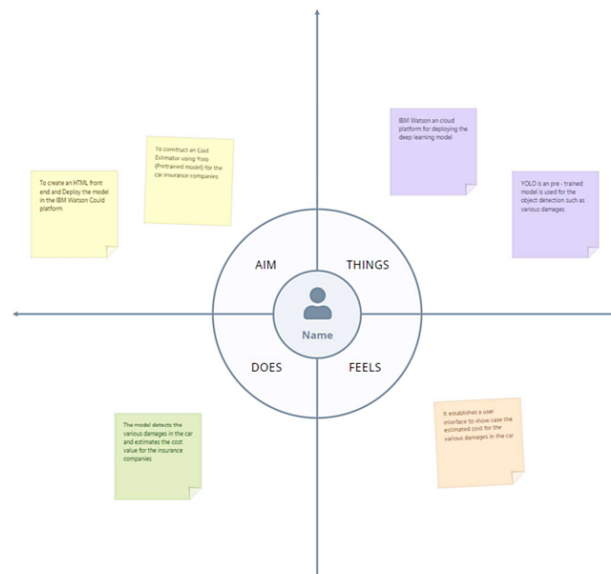 To create an HTML front
end and Deploy the model
in the IBM Watson Could
platform
To construct an Cost
Estimator using Yolo
(Pretrained model) for the
car insurance companies
IBM Watson an cloud
platform for deploying the
deep learning model
YOLO is an pre - trained
model is used for the
object detection such as
various damages
AIM
THINGS
Name
DOES
FEELS
The model detects the
various damages in the car
and estimates the cost
value for the insurance
companies
It establishes a user
interface to show case the
estimated cost for the
various damages in the car